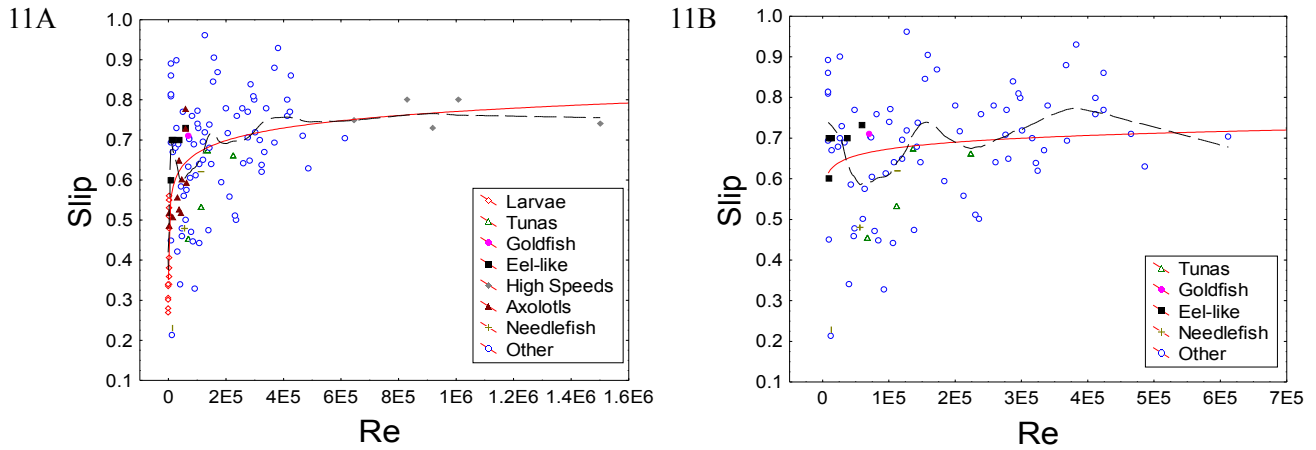 11A
Slip
1.0
0.9
0.8
0.7
0.6
0.5
0.4
0.3
0.2
0.1
0
2E5
4E5
6E5
8E5
1E6
1.2E6
1.6E6
Re
Larvae
Tunas
Goldfish
Eel-like
High Speeds
Axolotls
Needlefish
Other
11B
Slip
1.0
0.9
0.8
0.7
0.6
0.5
0.4
0.3
0.2
0.1
0
1E5
2E5
3E5
4E5
5E5
6E5
7E5
Re
Tunas
Goldfish
Eel-like
Needlefish
Other